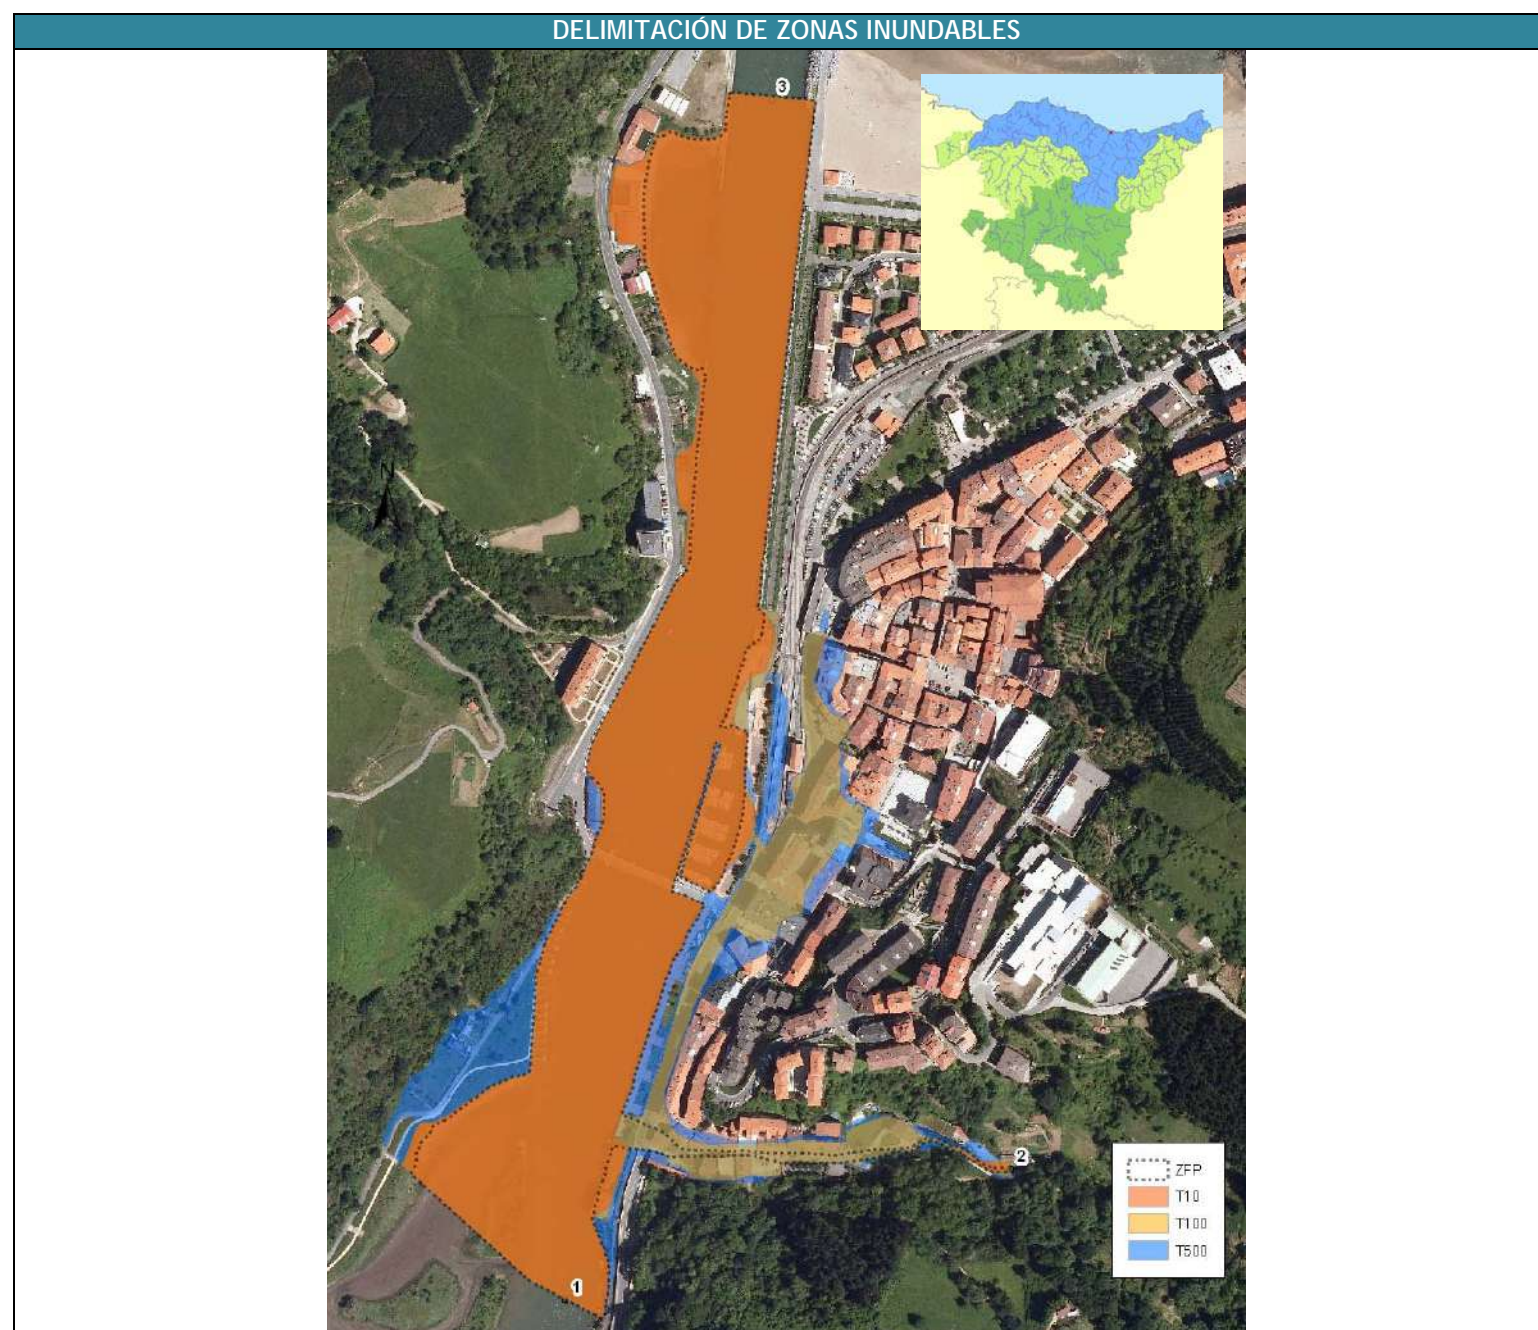 DELIMITACIÓN DE ZONAS INUNDABLES
3
N
2
ZFP
T10
T100
T500
1